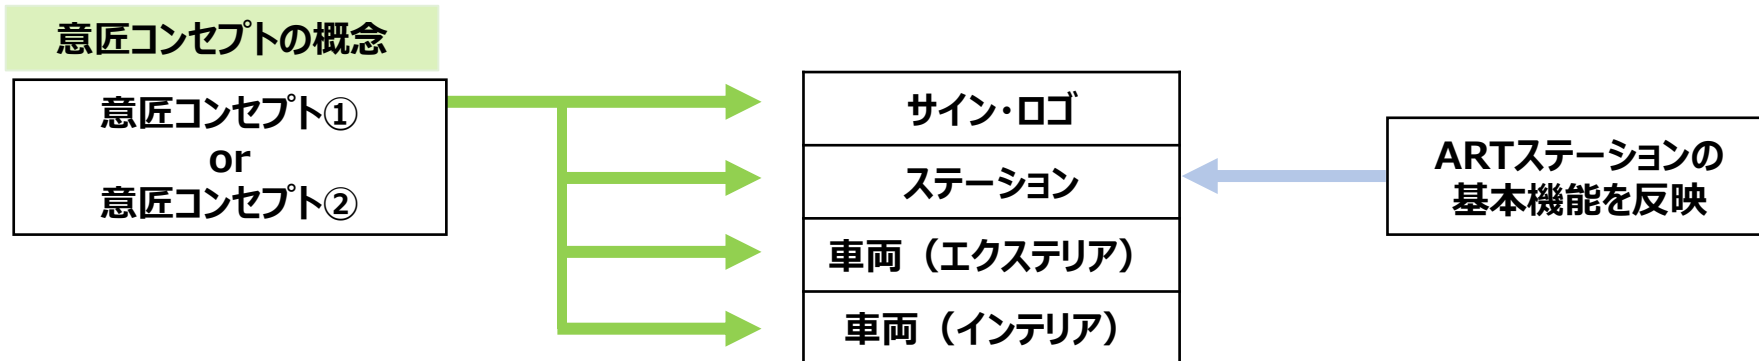 意匠コンセプトの概念
意匠コンセプト①
or
意匠コンセプト②
サイン・ロゴ
ステーション
車両（エクステリア）
車両（インテリア）
ARTステーションの
基本機能を反映